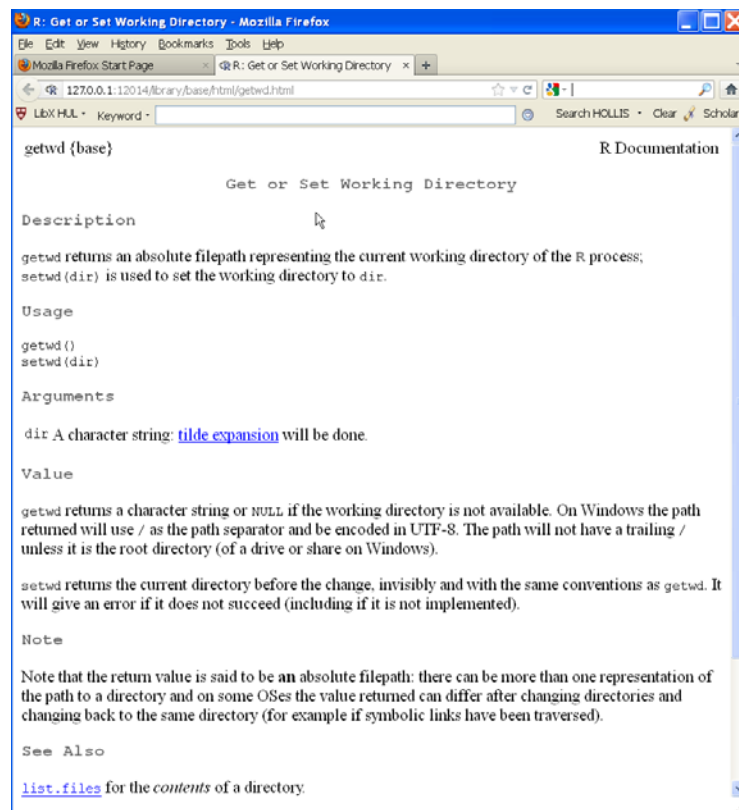 R: Get or Set Working Directory - Mozilla Firefox
File Edit View History Bookmarks Tools Help
Mozilla Firefox Start Page × R: Get or Set Working Directory × +
127.0.0.1:12014/library/base/html/getwd.html
LibX HUL Keyword Search HOLLIS Clear Scholar
getwd {base} R Documentation
Get or Set Working Directory
Description
getwd returns an absolute filepath representing the current working directory of the R process;
setwd(dir) is used to set the working directory to dir.
Usage
getwd()
setwd(dir)
Arguments
dir A character string: tilde expansion will be done.
Value
getwd returns a character string or NULL if the working directory is not available. On Windows the path
returned will use / as the path separator and be encoded in UTF-8. The path will not have a trailing /
unless it is the root directory (of a drive or share on Windows).
setwd returns the current directory before the change, invisibly and with the same conventions as getwd. It
will give an error if it does not succeed (including if it is not implemented).
Note
Note that the return value is said to be an absolute filepath: there can be more than one representation of
the path to a directory and on some OSes the value returned can differ after changing directories and
changing back to the same directory (for example if symbolic links have been traversed).
See Also
list.files for the contents of a directory.